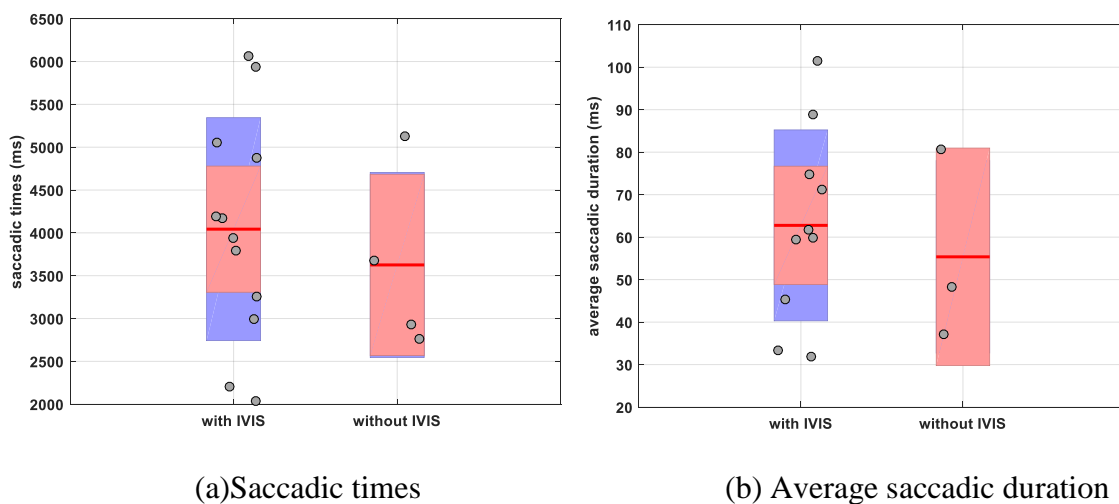 6500
6000
5500
5000
4500
4000
3500
3000
2500
2000
saccadic times (ms)
with IVIS
without IVIS
110
100
90
80
70
60
50
40
30
20
average saccadic duration (ms)
with IVIS
without IVIS
(a)Saccadic times
(b) Average saccadic duration